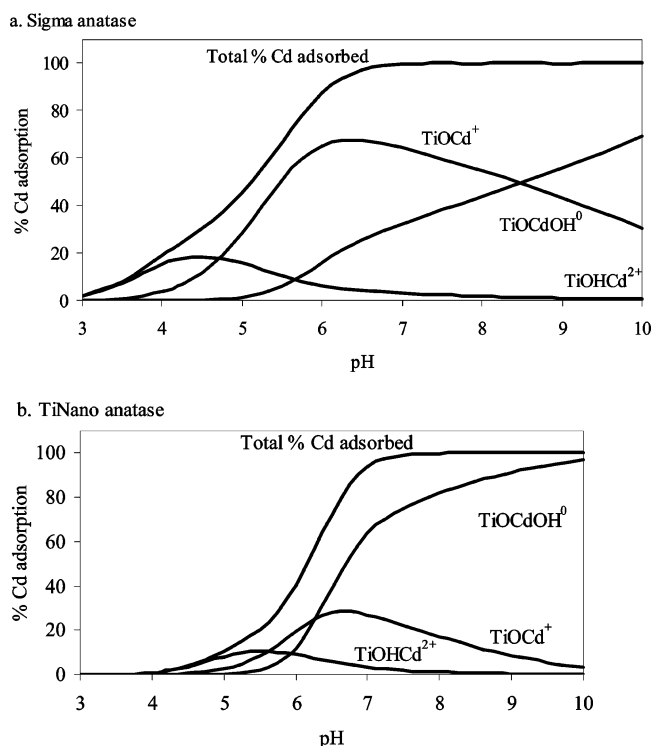 a. Sigma anatase
Total % Cd adsorbed
100
80
60
40
20
0
% Cd adsorption
TiOCd⁺
TiOCdOH⁰
TiOHCd²⁺
3 4 5 6 7 8 9 10
pH
b. TiNano anatase
Total % Cd adsorbed
100
80
60
40
20
0
% Cd adsorption
TiOCdOH⁰
TiOCd⁺
TiOHCd²⁺
3 4 5 6 7 8 9 10
pH